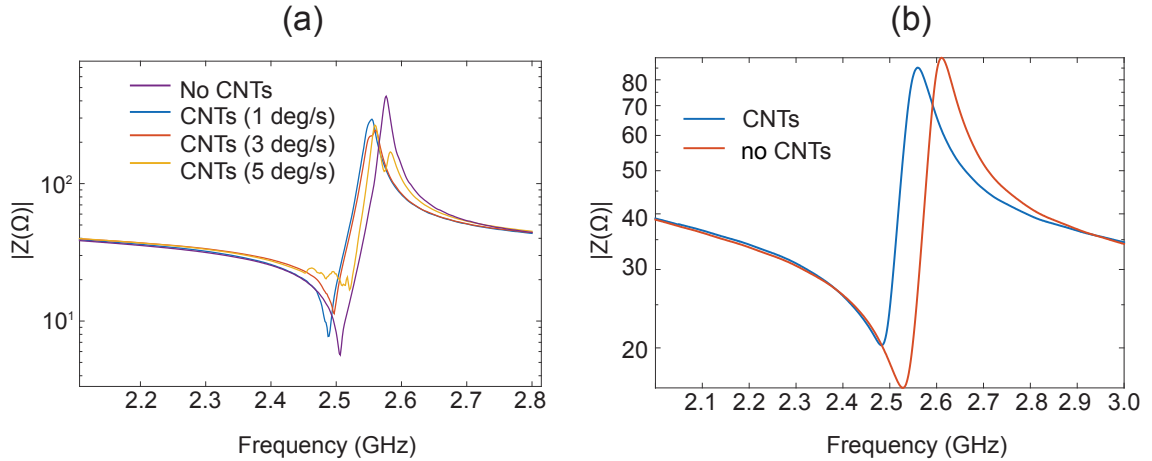 (a)
(b)
No CNTs
CNTs (1 deg/s)
CNTs (3 deg/s)
CNTs (5 deg/s)
|Z(Ω)|
10²
10¹
2.2 2.3 2.4 2.5 2.6 2.7 2.8
Frequency (GHz)
CNTs
no CNTs
|Z(Ω)|
80
70
60
50
40
30
20
2.1 2.2 2.3 2.4 2.5 2.6 2.7 2.8 2.9 3.0
Frequency (GHz)